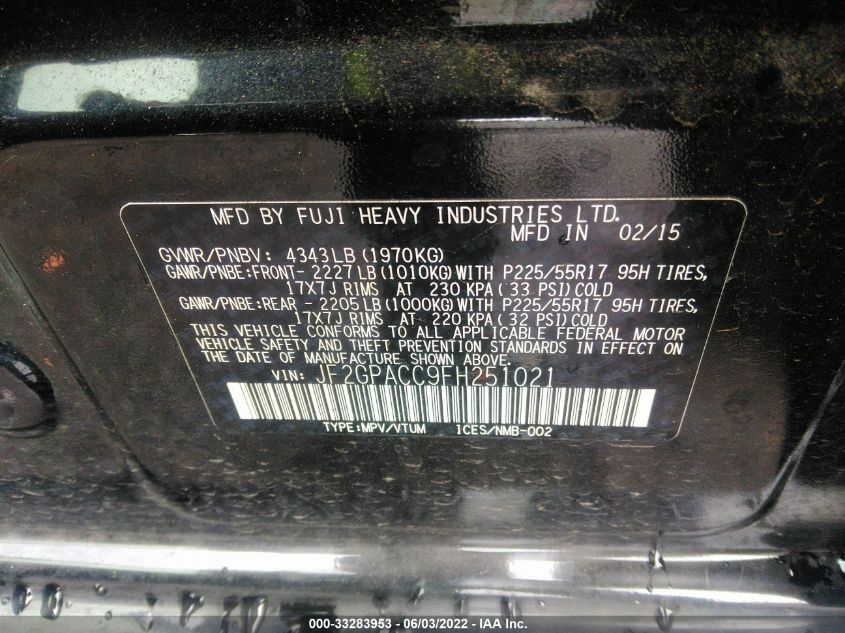 MFD BY FUJI HEAVY INDUSTRIES LTD.
MFD IN 02/15
GVWR/PNBV: 4343LB (1970KG)
GAWR/PNBE:FRONT- 2227LB (1010KG) WITH P225/55R17 95H TIRES,
17X7J RIMS AT 230 KPA (33 PSI) COLD
GAWR/PNBE:REAR - 2205LB (1000KG) WITH P225/55R17 95H TIRES,
17X7J RIMS AT 220 KPA (32 PSI) COLD
THIS VEHICLE CONFORMS TO ALL APPLICABLE FEDERAL MOTOR
VEHICLE SAFETY AND THEFT PREVENTION STANDARDS IN EFFECT ON
THE DATE OF MANUFACTURE SHOWN ABOVE.
VIN: JF2GPACC9FH251021
TYPE:MPV/VTUM ICES/NMB-002
000-33283953 - 06/03/2022 - IAA Inc.